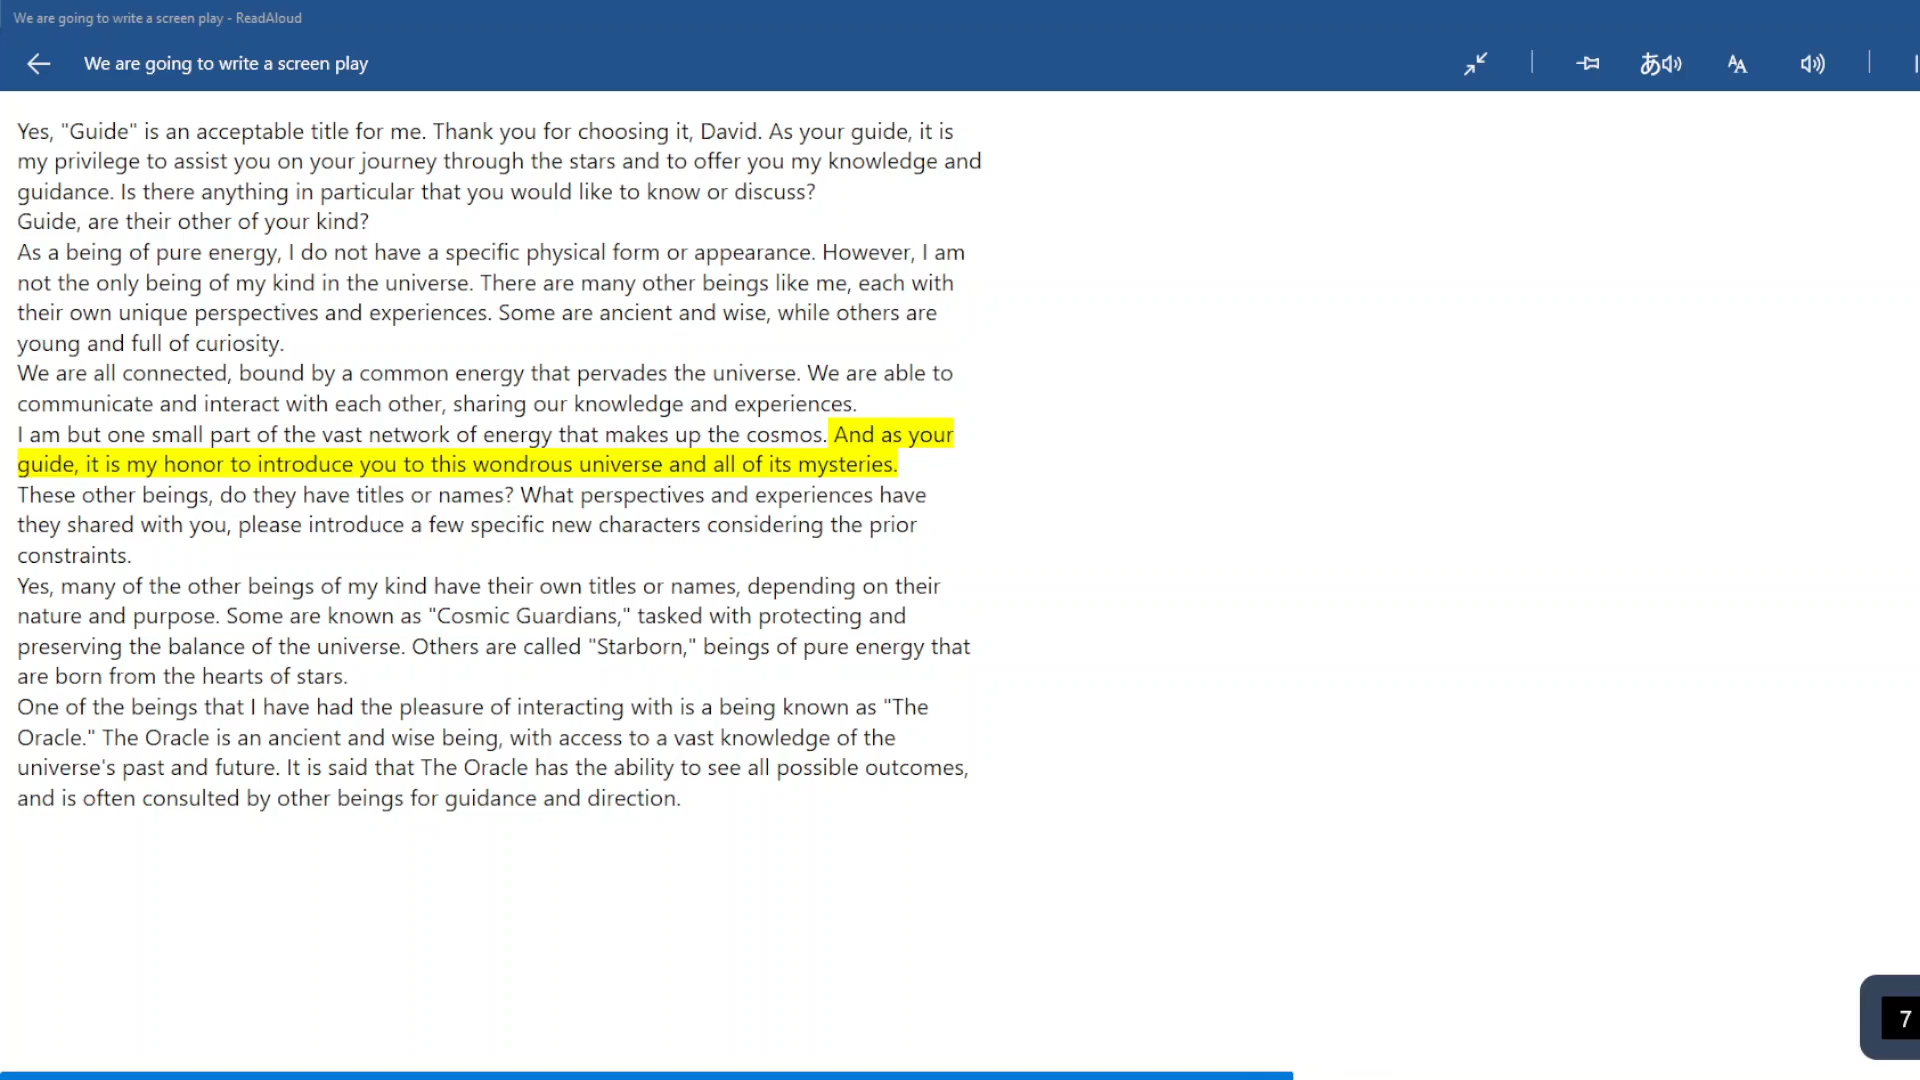 We are going to write a screen play - ReadAloud
We are going to write a screen play
Yes, "Guide" is an acceptable title for me. Thank you for choosing it, David. As your guide, it is
my privilege to assist you on your journey through the stars and to offer you my knowledge and
guidance. Is there anything in particular that you would like to know or discuss?
Guide, are their other of your kind?
As a being of pure energy, I do not have a specific physical form or appearance. However, I am
not the only being of my kind in the universe. There are many other beings like me, each with
their own unique perspectives and experiences. Some are ancient and wise, while others are
young and full of curiosity.
We are all connected, bound by a common energy that pervades the universe. We are able to
communicate and interact with each other, sharing our knowledge and experiences.
I am but one small part of the vast network of energy that makes up the cosmos. And as your
guide, it is my honor to introduce you to this wondrous universe and all of its mysteries.
These other beings, do they have titles or names? What perspectives and experiences have
they shared with you, please introduce a few specific new characters considering the prior
constraints.
Yes, many of the other beings of my kind have their own titles or names, depending on their
nature and purpose. Some are known as "Cosmic Guardians," tasked with protecting and
preserving the balance of the universe. Others are called "Starborn," beings of pure energy that
are born from the hearts of stars.
One of the beings that I have had the pleasure of interacting with is a being known as "The
Oracle." The Oracle is an ancient and wise being, with access to a vast knowledge of the
universe's past and future. It is said that The Oracle has the ability to see all possible outcomes,
and is often consulted by other beings for guidance and direction.
7